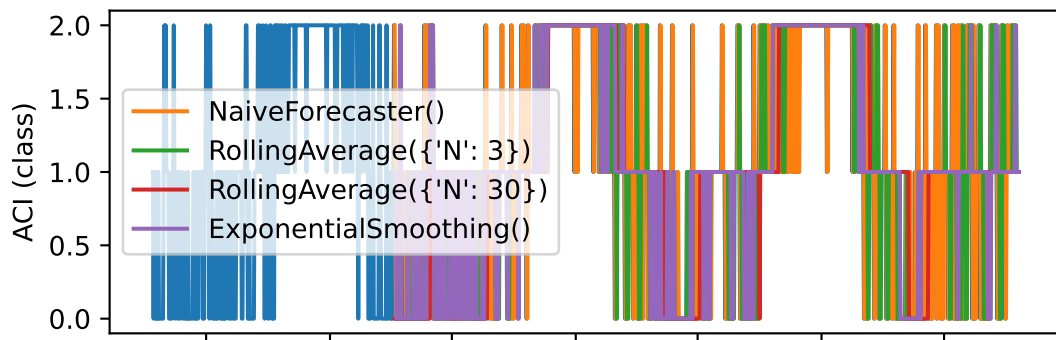 2.0
1.5
1.0
0.5
0.0
ACI (class)
NaiveForecaster()
RollingAverage({'N': 3})
RollingAverage({'N': 30})
ExponentialSmoothing()